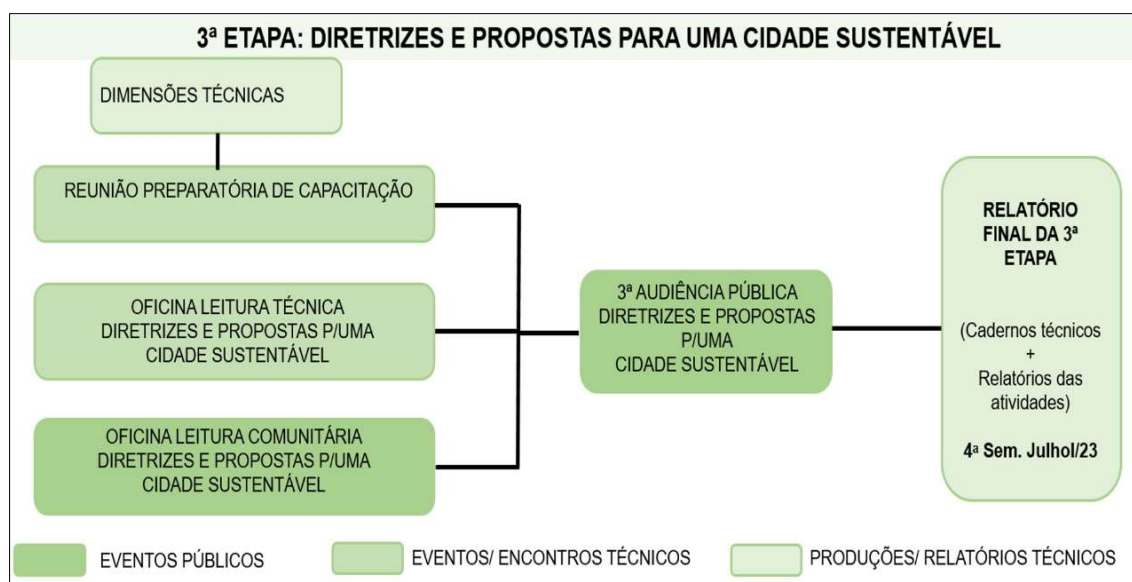 3ª ETAPA: DIRETRIZES E PROPOSTAS PARA UMA CIDADE SUSTENTÁVEL
DIMENSÕES TÉCNICAS
REUNIÃO PREPARATÓRIA DE CAPACITAÇÃO
OFICINA LEITURA TÉCNICA
DIRETRIZES E PROPOSTAS P/UMA
CIDADE SUSTENTÁVEL
OFICINA LEITURA COMUNITÁRIA
DIRETRIZES E PROPOSTAS P/UMA
CIDADE SUSTENTÁVEL
3ª AUDIÊNCIA PÚBLICA
DIRETRIZES E PROPOSTAS
P/UMA
CIDADE SUSTENTÁVEL
RELATÓRIO
FINAL DA 3ª
ETAPA
(Cadernos técnicos
+
Relatórios das
atividades)
4ª Sem. Julhol/23
EVENTOS PÚBLICOS
EVENTOS/ ENCONTROS TÉCNICOS
PRODUÇÕES/ RELATÓRIOS TÉCNICOS